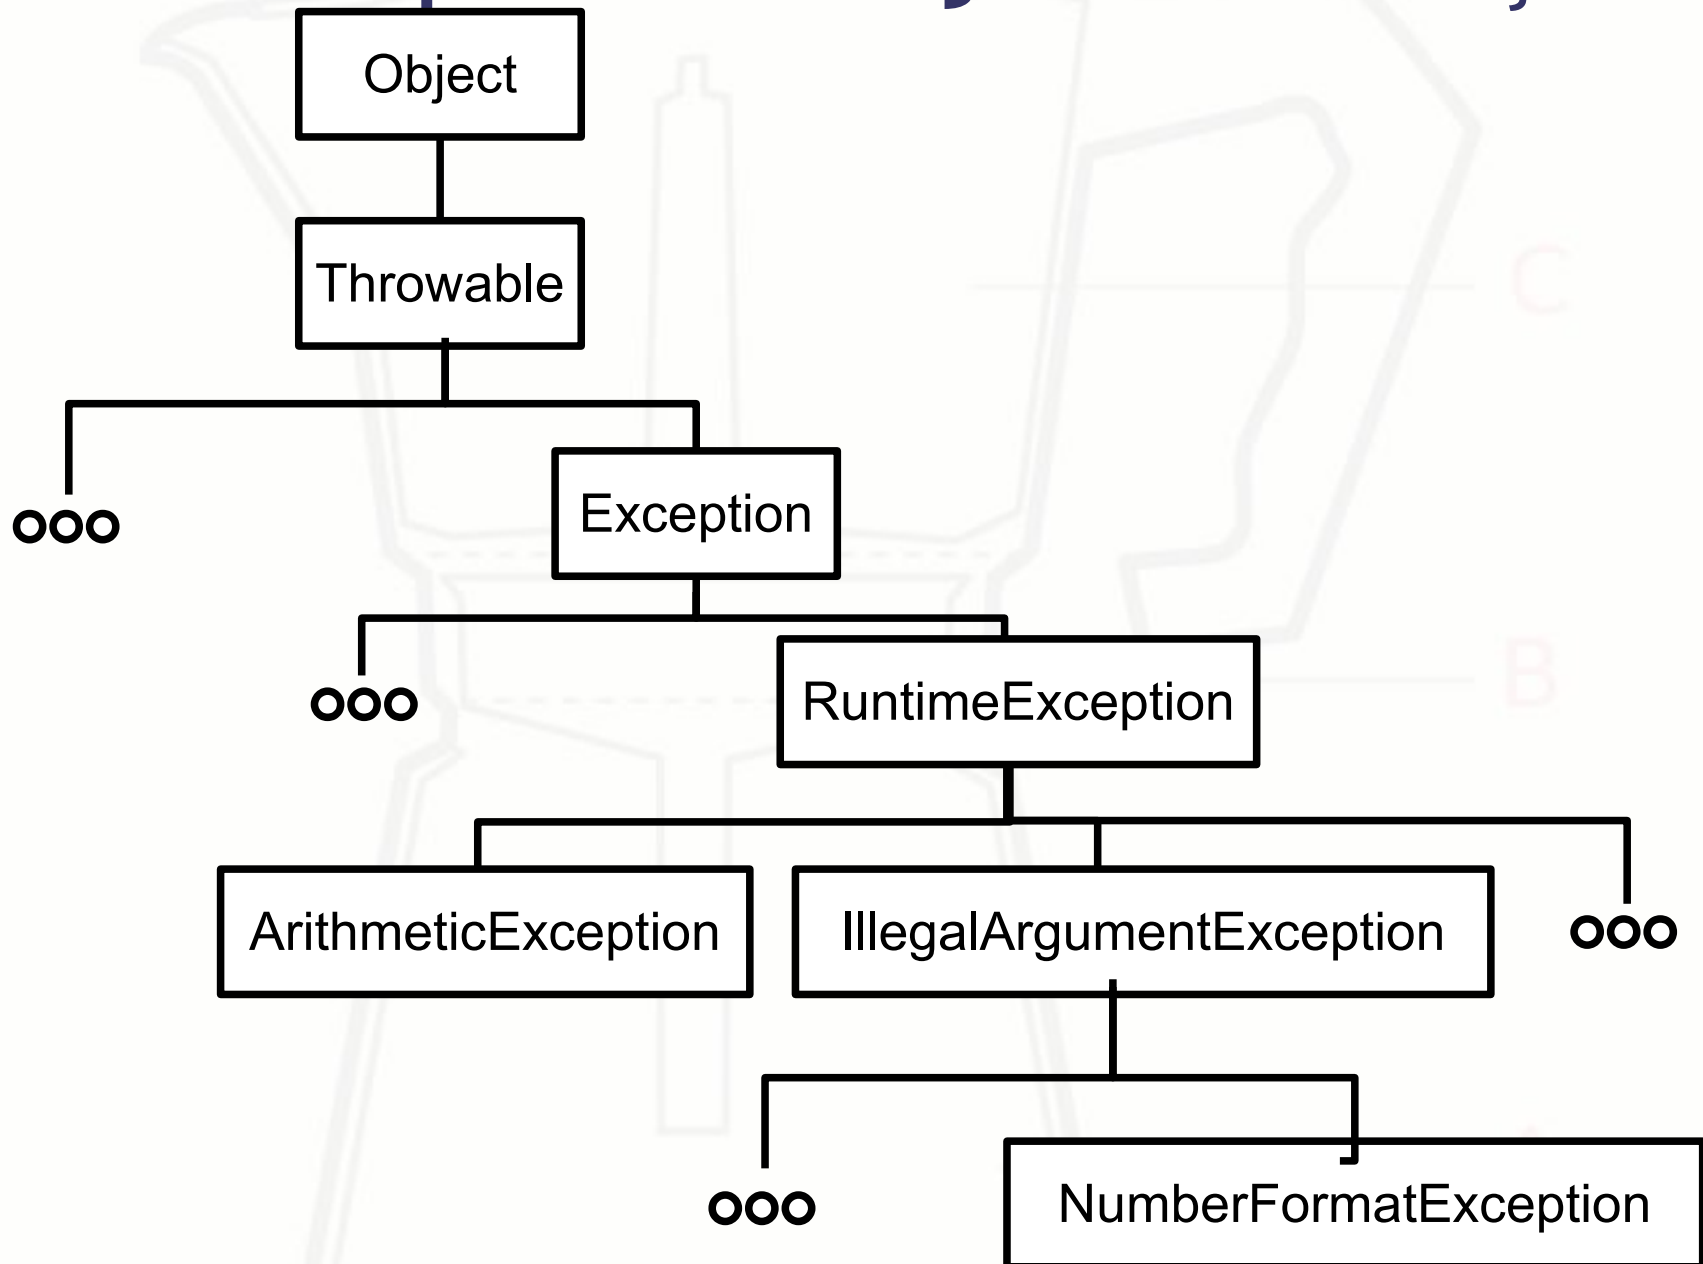 Object
Throwable
Exception
RuntimeException
ArithmeticException
IllegalArgumentException
NumberFormatException
C
B